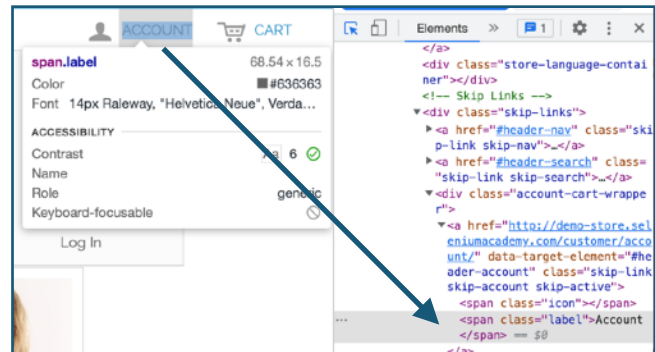 ACCOUNT CART
span.label 68.54 × 16.5
Color #636363
Font 14px Raleway, "Helvetica Neue", Verda…
ACCESSIBILITY
Contrast Aa 6
Name
Role generic
Keyboard-focusable
Log In
Elements » 1
</a>
<div class="store-language-contai
ner"></div>
<!-- Skip Links -->
▼<div class="skip-links">
▶<a href="#header-nav" class="ski
p-link skip-nav">…</a>
▶<a href="#header-search" class=
"skip-link skip-search">…</a>
▼<div class="account-cart-wrappe
r">
▼<a href="http://demo-store.sel
eniumacademy.com/customer/acco
unt/" data-target-element="#he
ader-account" class="skip-link
skip-account skip-active">
<span class="icon"></span>
… <span class="label">Account
</span> == $0
</a>